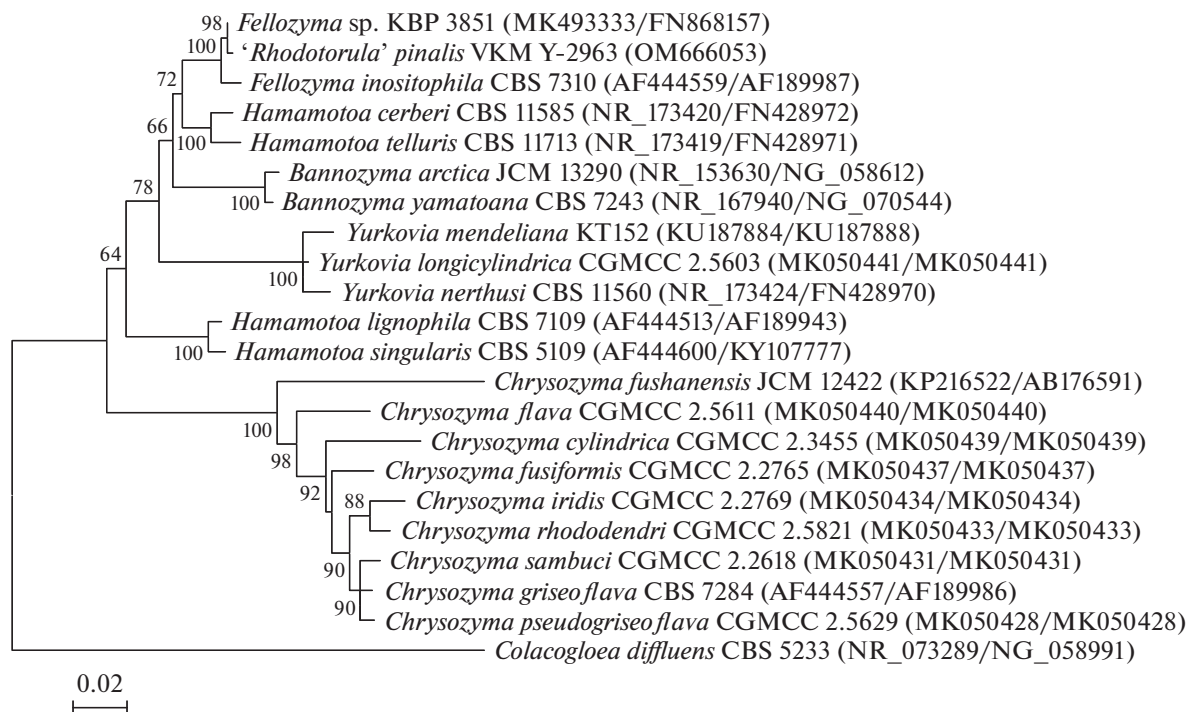 98 Fellozyma sp. KBP 3851 (MK493333/FN868157)
100 ‘Rhodotorula’ pinalis VKM Y-2963 (OM666053)
72 Fellozyma inositophila CBS 7310 (AF444559/AF189987)
Hamamotoa cerberi CBS 11585 (NR_173420/FN428972)
66
100 Hamamotoa telluris CBS 11713 (NR_173419/FN428971)
Bannozyma arctica JCM 13290 (NR_153630/NG_058612)
78
100 Bannozyma yamatoana CBS 7243 (NR_167940/NG_070544)
Yurkovia mendeliana KT152 (KU187884/KU187888)
64 Yurkovia longicylindrica CGMCC 2.5603 (MK050441/MK050441)
100 Yurkovia nerthusi CBS 11560 (NR_173424/FN428970)
Hamamotoa lignophila CBS 7109 (AF444513/AF189943)
100 Hamamotoa singularis CBS 5109 (AF444600/KY107777)
Chrysozyma fushanensis JCM 12422 (KP216522/AB176591)
Chrysozyma flava CGMCC 2.5611 (MK050440/MK050440)
100
Chrysozyma cylindrica CGMCC 2.3455 (MK050439/MK050439)
98
Chrysozyma fusiformis CGMCC 2.2765 (MK050437/MK050437)
92
88 Chrysozyma iridis CGMCC 2.2769 (MK050434/MK050434)
Chrysozyma rhododendri CGMCC 2.5821 (MK050433/MK050433)
Chrysozyma sambuci CGMCC 2.2618 (MK050431/MK050431)
90
Chrysozyma griseoflava CBS 7284 (AF444557/AF189986)
90
Chrysozyma pseudogriseoflava CGMCC 2.5629 (MK050428/MK050428)
Colacogloea diffluens CBS 5233 (NR_073289/NG_058991)
0.02